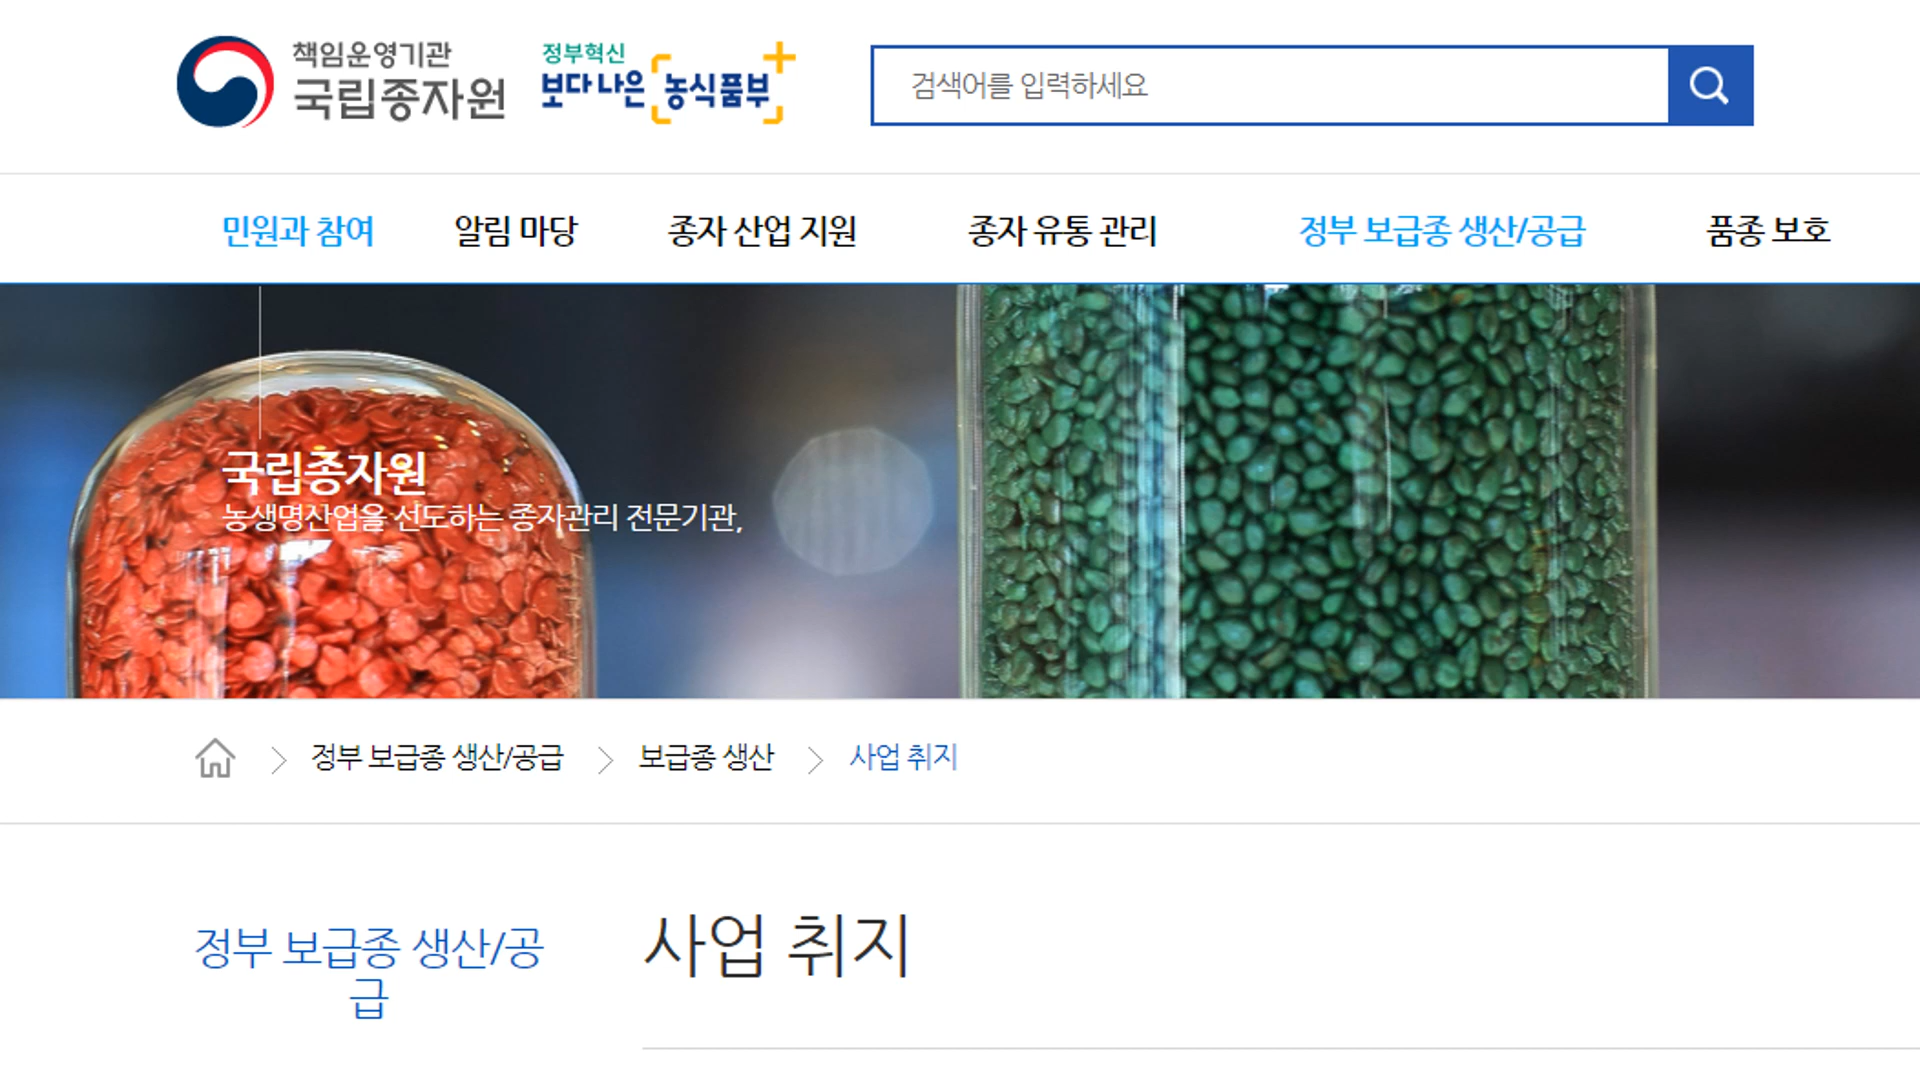 책임운영기관
국립종자원
정부혁신
보다 나은 농식품부
검색어를 입력하세요
민원과 참여
알림 마당
종자 산업 지원
종자 유통 관리
정부 보급종 생산/공급
품종 보호
국립종자원
농생명산업을 선도하는 종자관리 전문기관,
정부 보급종 생산/공급
보급종 생산
사업 취지
정부 보급종 생산/공
급
사업 취지